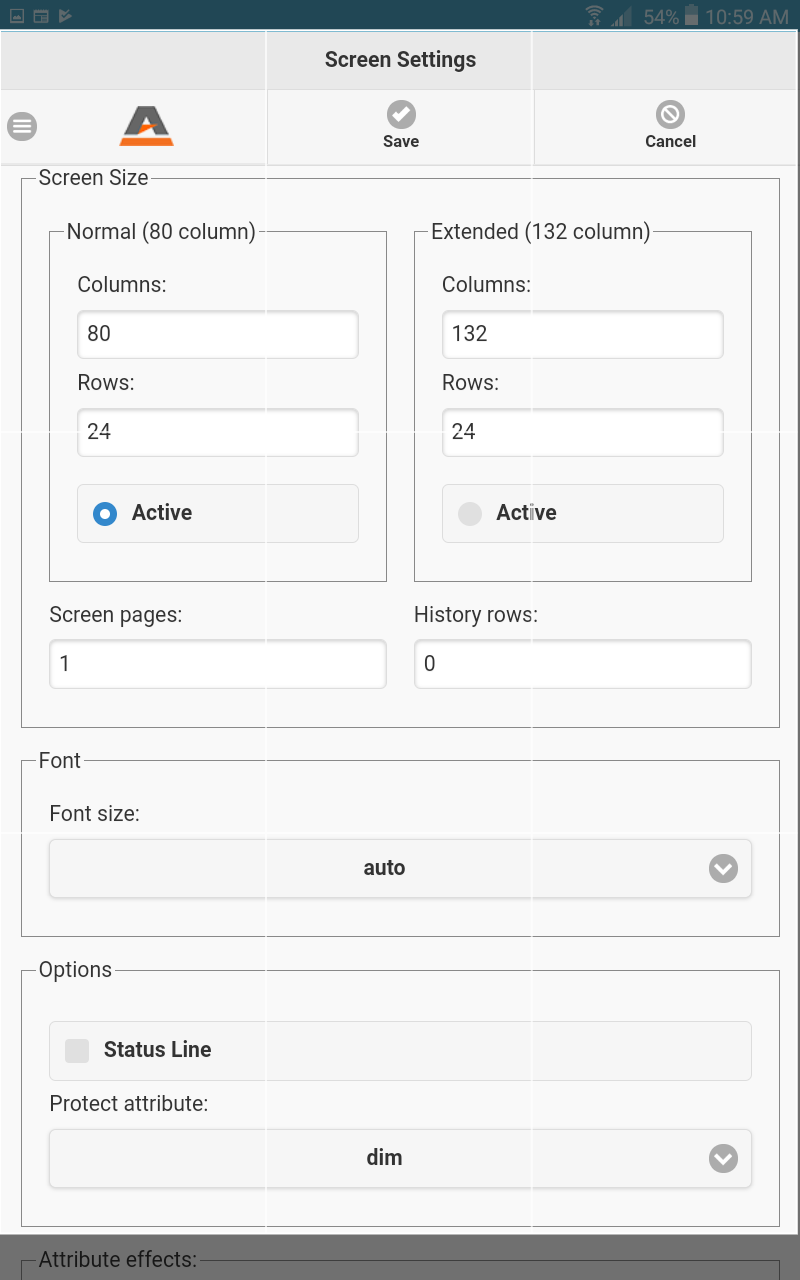 54% 10:59 AM
Screen Settings
Save
Cancel
Screen Size
Normal (80 column)
Extended (132 column)
Columns:
Columns:
80
132
Rows:
Rows:
24
24
Active
Active
Screen pages:
History rows:
1
0
Font
Font size:
auto
Options
Status Line
Protect attribute:
dim
Attribute effects: